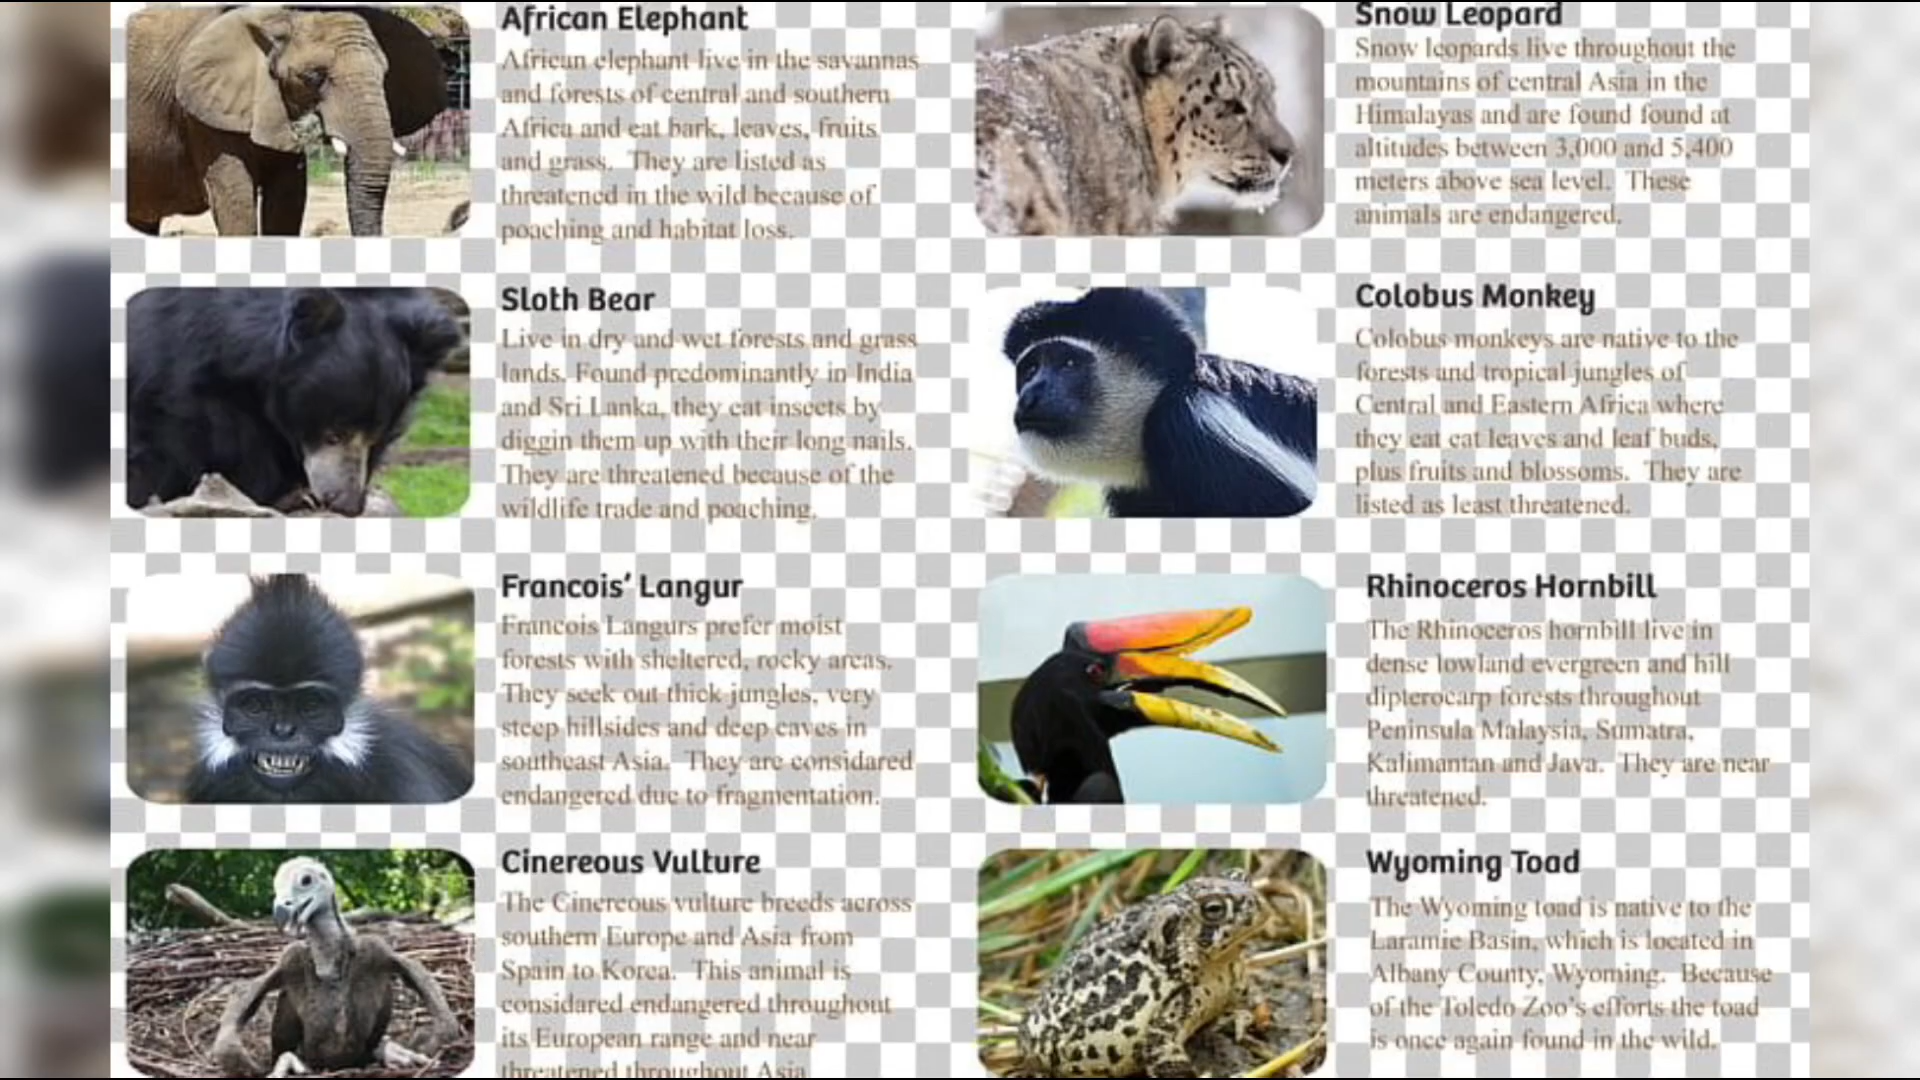 African Elephant
African elephant live in the savannas
and forests of central and southern
Africa and eat bark, leaves, fruits
and grass. They are listed as
threatened in the wild because of
poaching and habitat loss.
Snow Leopard
Snow leopards live throughout the
mountains of central Asia in the
Himalayas and are found found at
altitudes between 3,000 and 5,400
meters above sea level. These
animals are endangered.
Sloth Bear
Live in dry and wet forests and grass
lands. Found predominantly in India
and Sri Lanka, they eat insects by
diggin them up with their long nails.
They are threatened because of the
wildlife trade and poaching.
Colobus Monkey
Colobus monkeys are native to the
forests and tropical jungles of
Central and Eastern Africa where
they eat eat leaves and leaf buds,
plus fruits and blossoms. They are
listed as least threatened.
Francois' Langur
Francois Langurs prefer moist
forests with sheltered, rocky areas.
They seek out thick jungles, very
steep hillsides and deep caves in
southeast Asia. They are considared
endangered due to fragmentation.
Rhinoceros Hornbill
The Rhinoceros hornbill live in
dense lowland evergreen and hill
dipterocarp forests throughout
Peninsula Malaysia, Sumatra,
Kalimantan and Java. They are near
threatened.
Cinereous Vulture
The Cinereous vulture breeds across
southern Europe and Asia from
Spain to Korea. This animal is
considared endangered throughout
its European range and near
threatened throughout Asia
Wyoming Toad
The Wyoming toad is native to the
Laramie Basin, which is located in
Albany County, Wyoming. Because
of the Toledo Zoo's efforts the toad
is once again found in the wild.